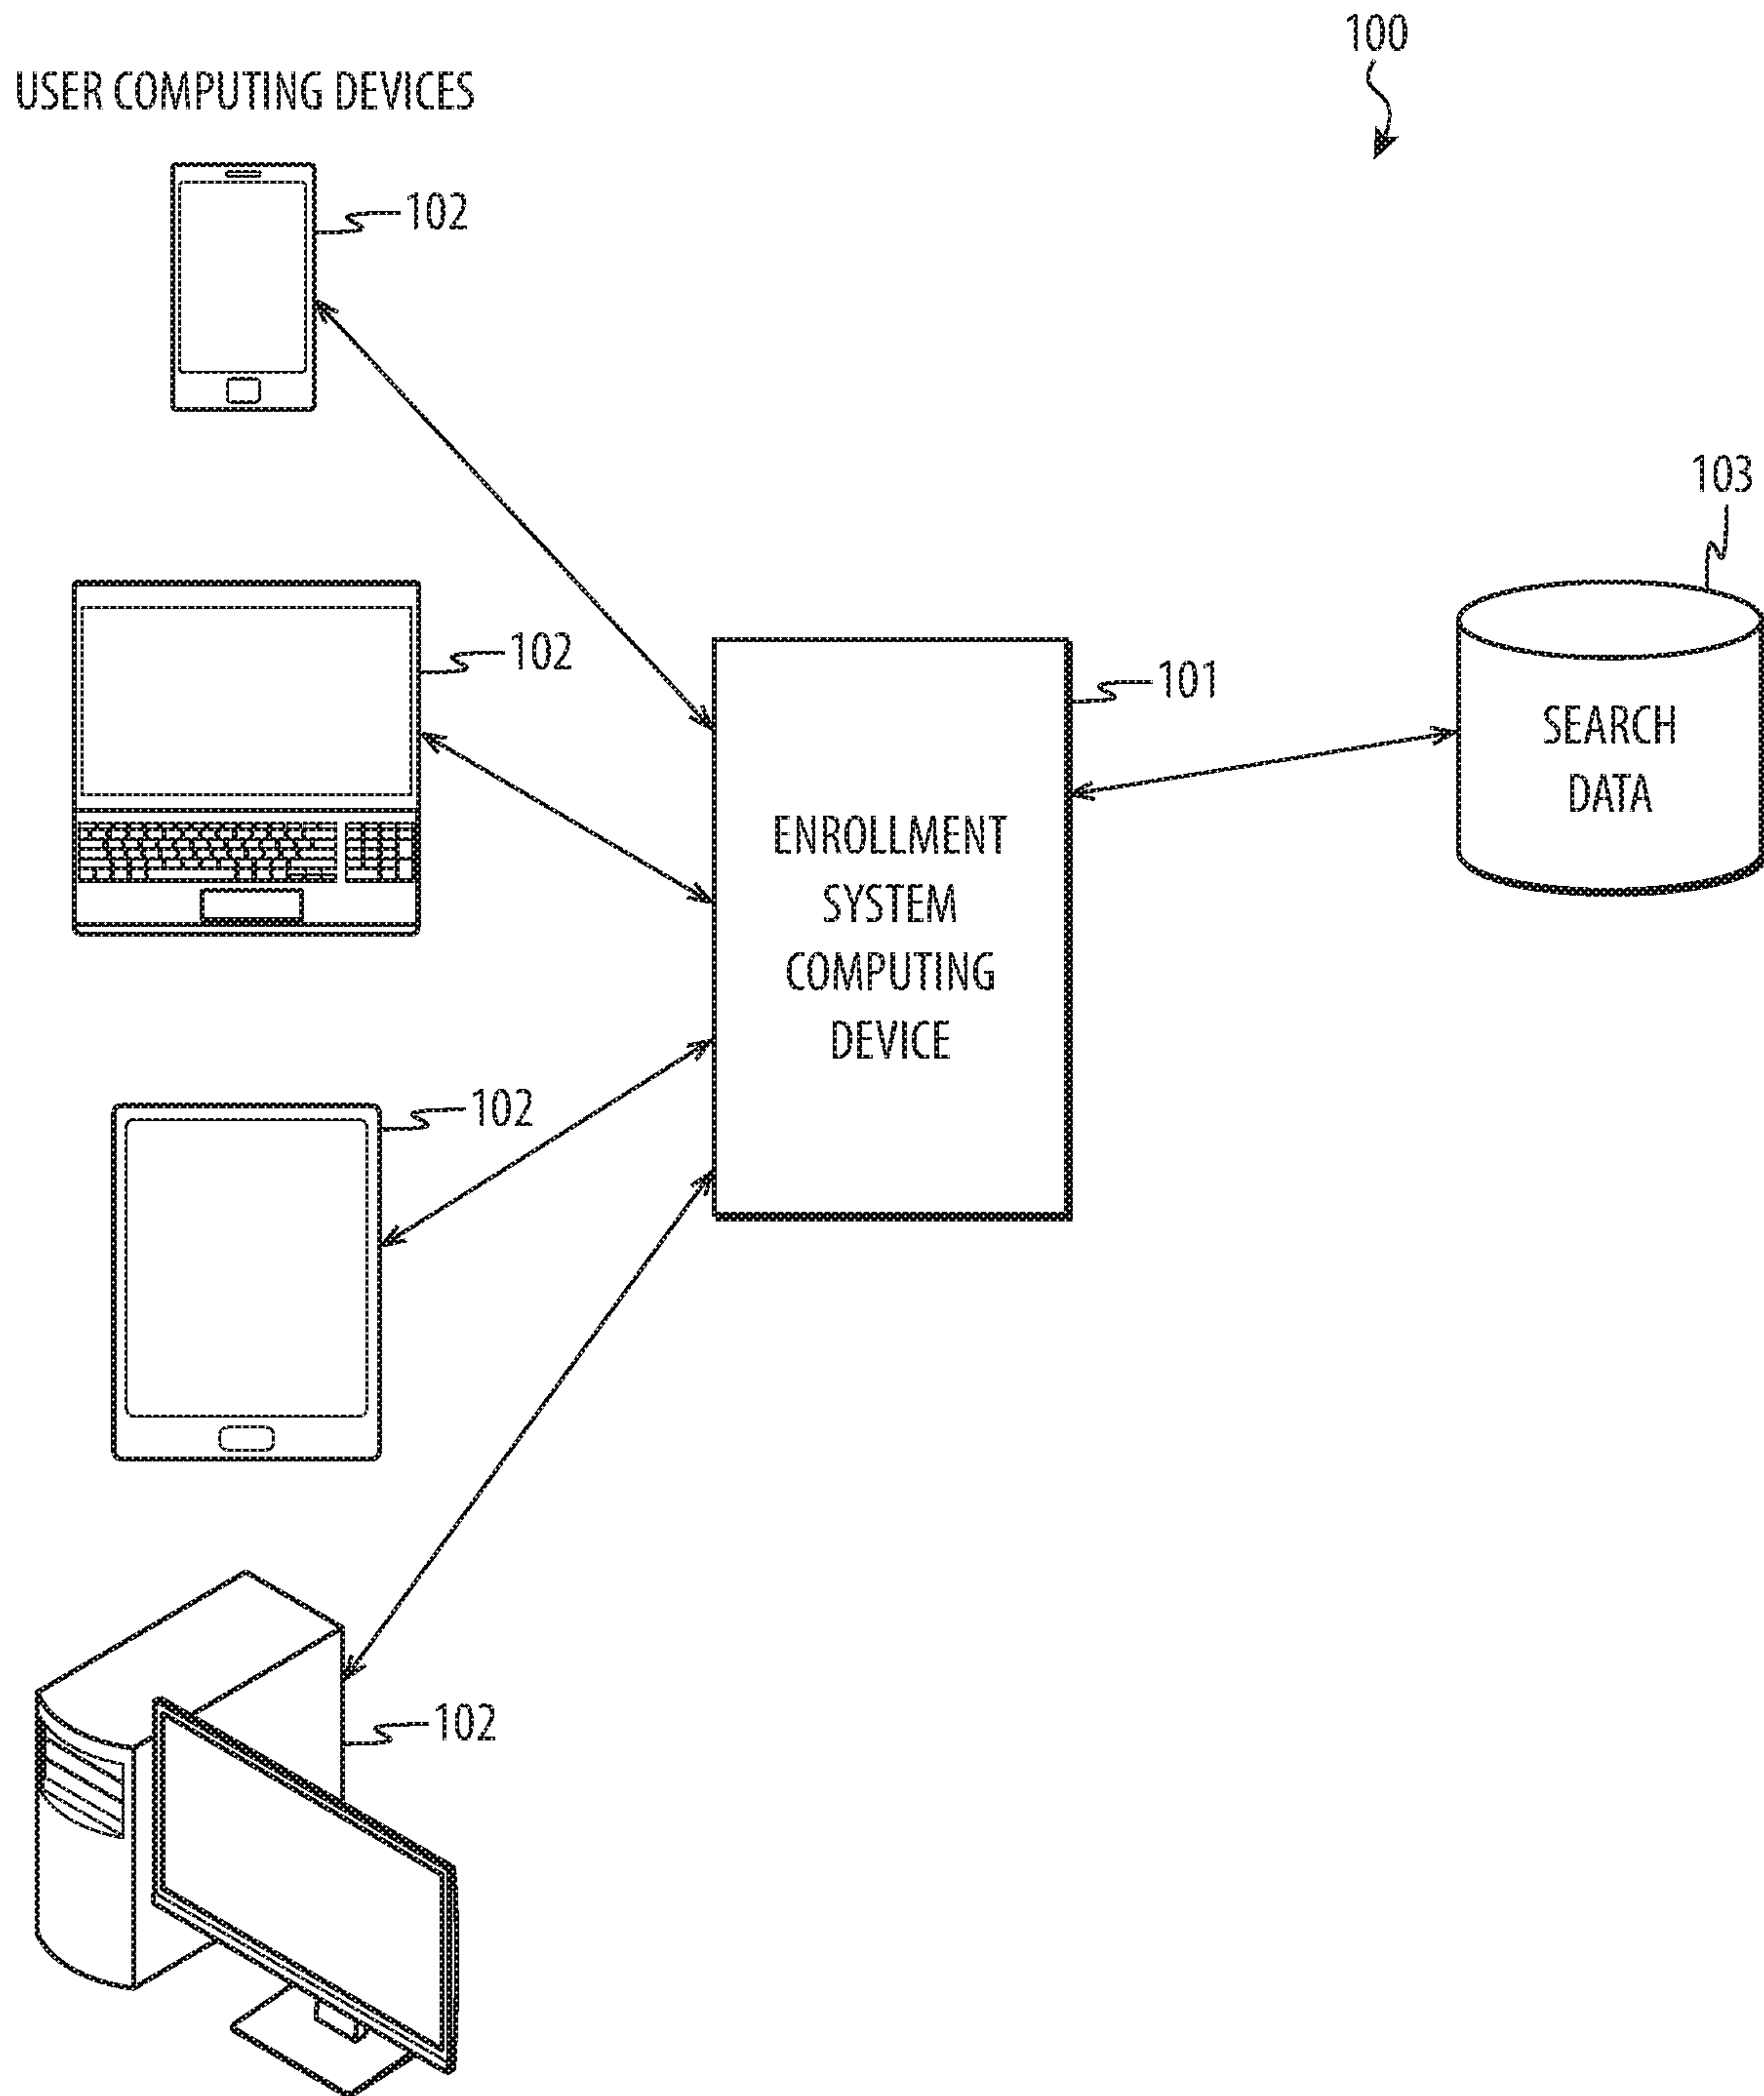 100
USER COMPUTING DEVICES
102
103
102
101
SEARCH
DATA
ENROLLMENT
SYSTEM
COMPUTING
DEVICE
102
102